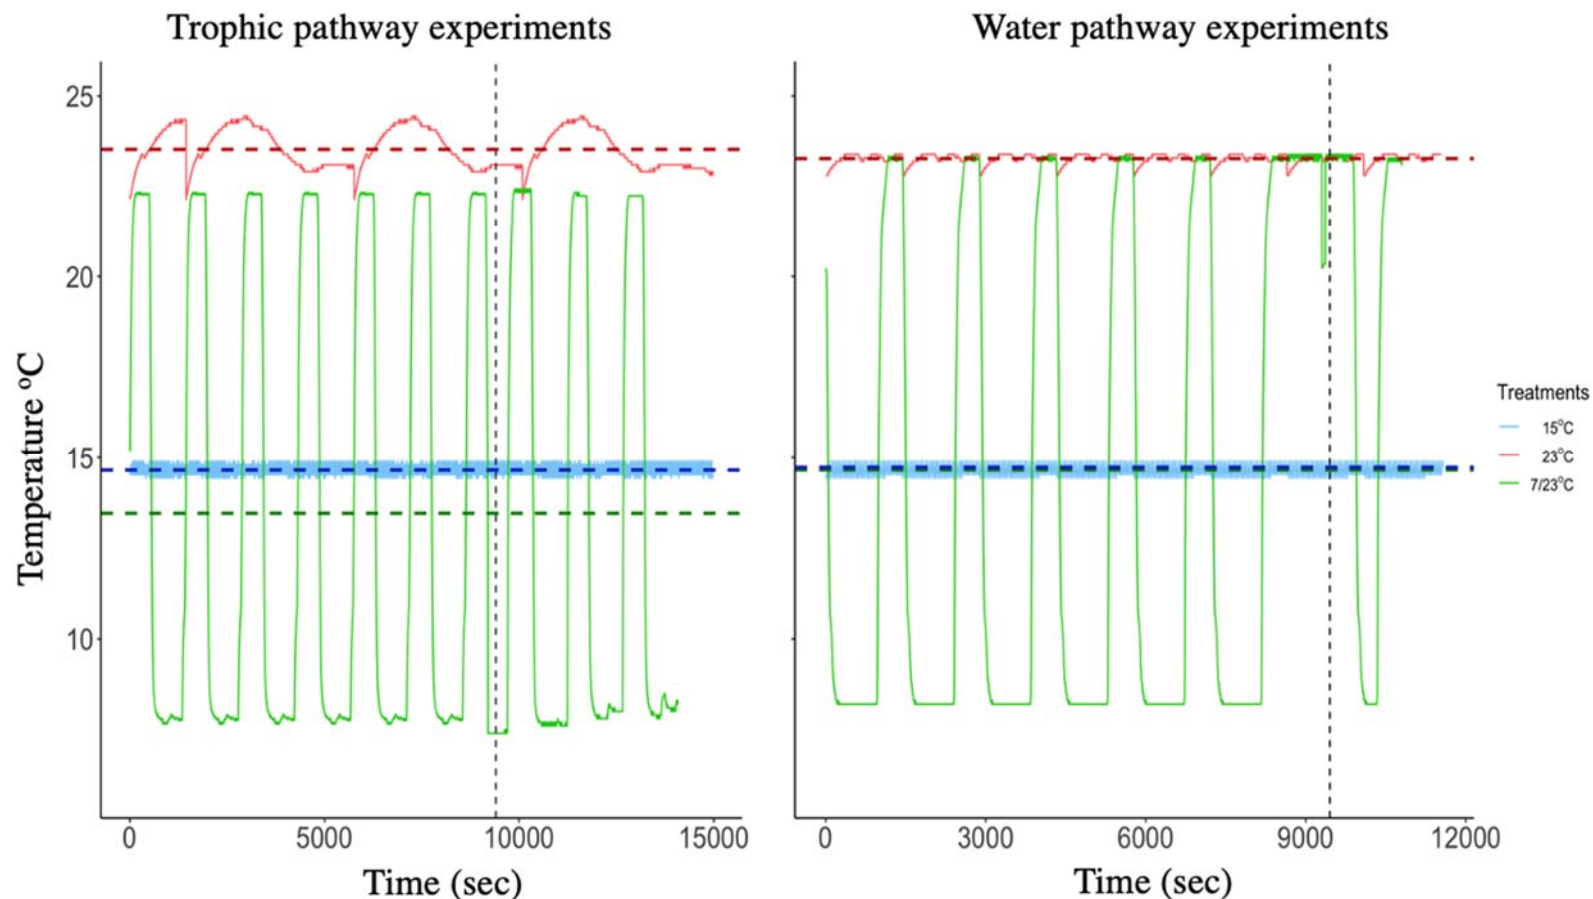 Trophic pathway experiments
Water pathway experiments
Temperature ºC
25
20
15
10
0
5000
10000
15000
Time (sec)
0
3000
6000
9000
12000
Time (sec)
Treatments
15°C
23°C
7/23°C